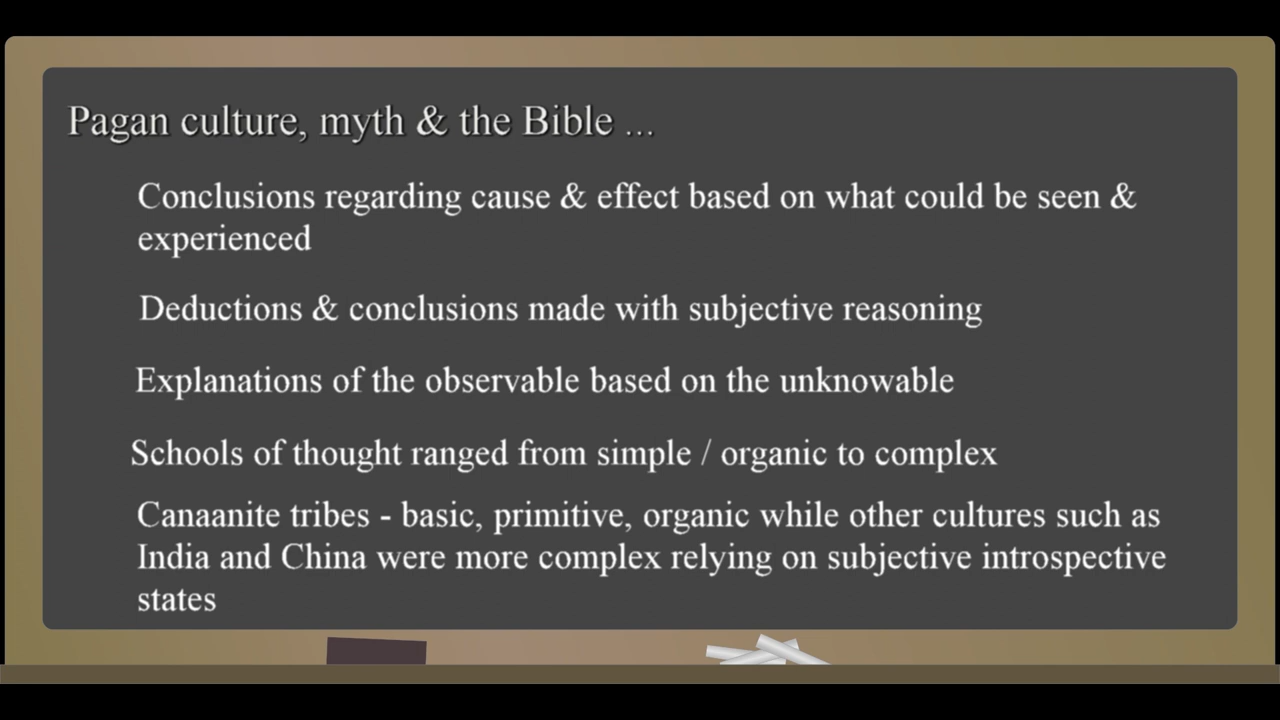 Pagan culture, myth & the Bible ...
Conclusions regarding cause & effect based on what could be seen &
experienced
Deductions & conclusions made with subjective reasoning
Explanations of the observable based on the unknowable
Schools of thought ranged from simple / organic to complex
Canaanite tribes - basic, primitive, organic while other cultures such as
India and China were more complex relying on subjective introspective
states